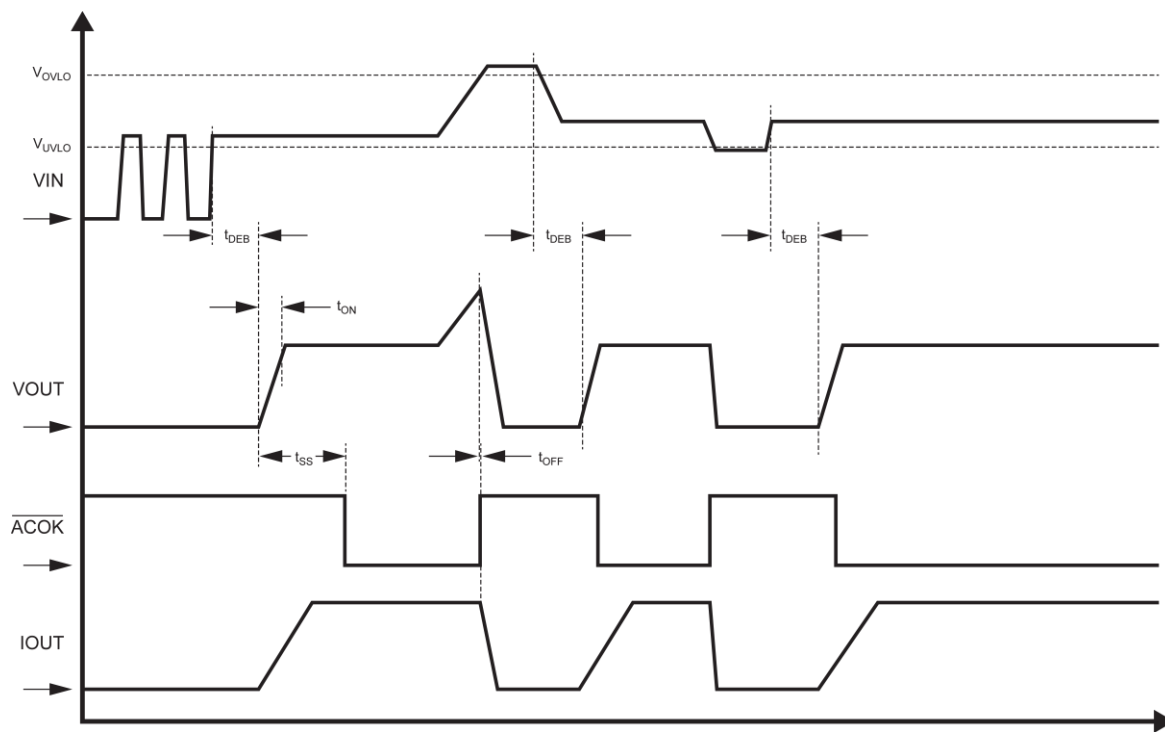 VOVLO
VUVLO
VIN
tDEB
tDEB
tDEB
tON
VOUT
tSS
tOFF
ACOK
IOUT